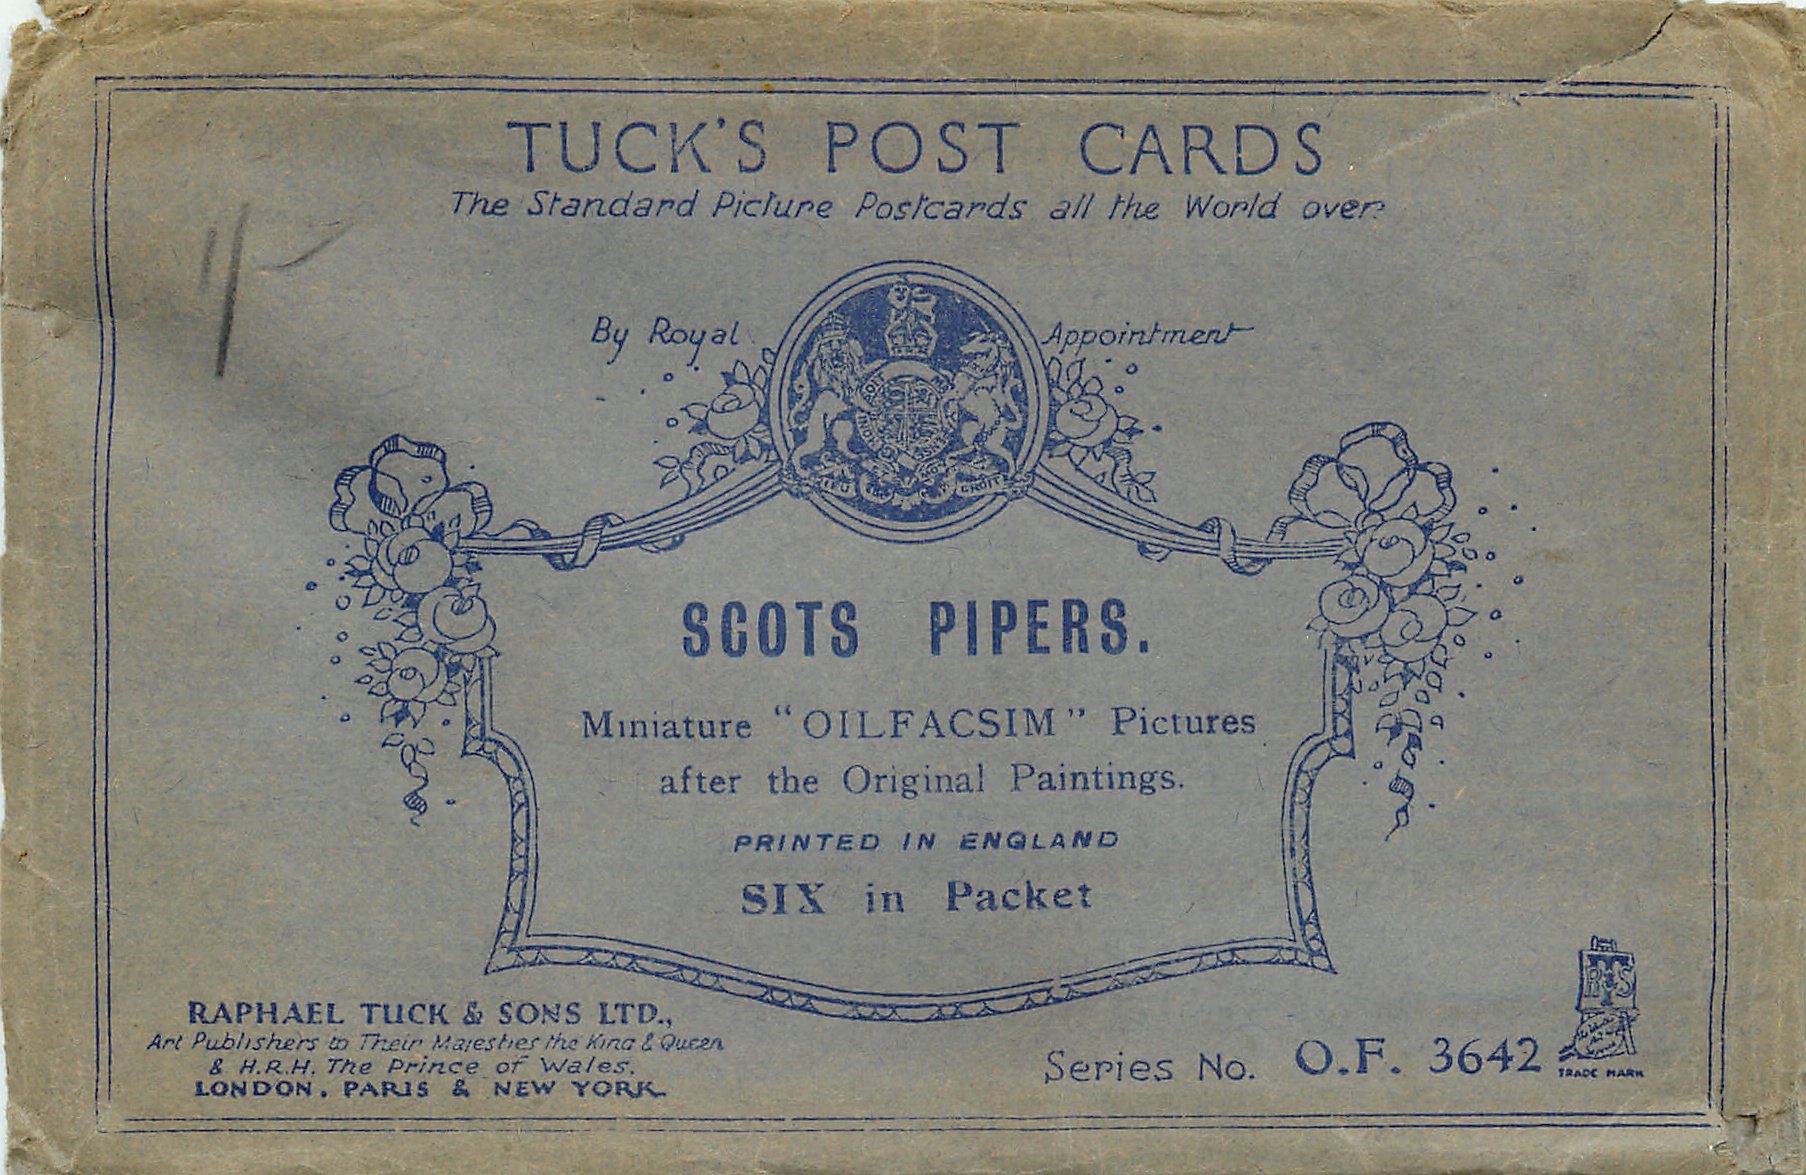 TUCK'S POST CARDS
The Standard Picture Postcards all the World over.
By Royal Appointment
SCOTS PIPERS.
Miniature "OILFACSIM" Pictures
after the Original Paintings.
PRINTED IN ENGLAND
SIX in Packet
RAPHAEL TUCK & SONS LTD.,
Art Publishers to Their Majesties the King & Queen
& H.R.H. The Prince of Wales.
LONDON, PARIS & NEW YORK.
Series No. O.F. 3642
RTS
TRADE MARK